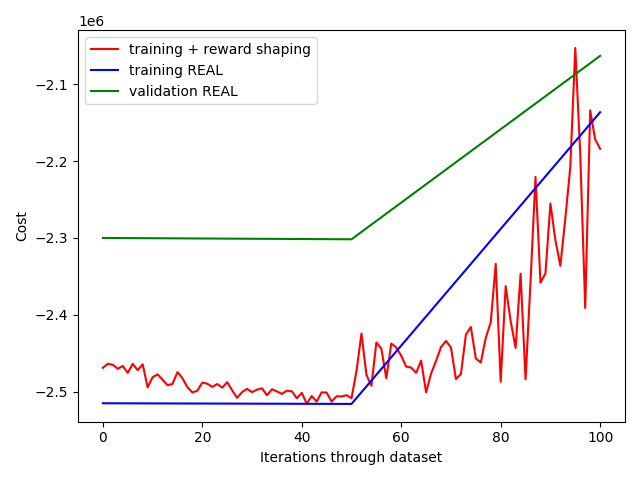 1e6
training + reward shaping
training REAL
validation REAL
−2.1
−2.2
−2.3
−2.4
−2.5
Cost
0 20 40 60 80 100
Iterations through dataset